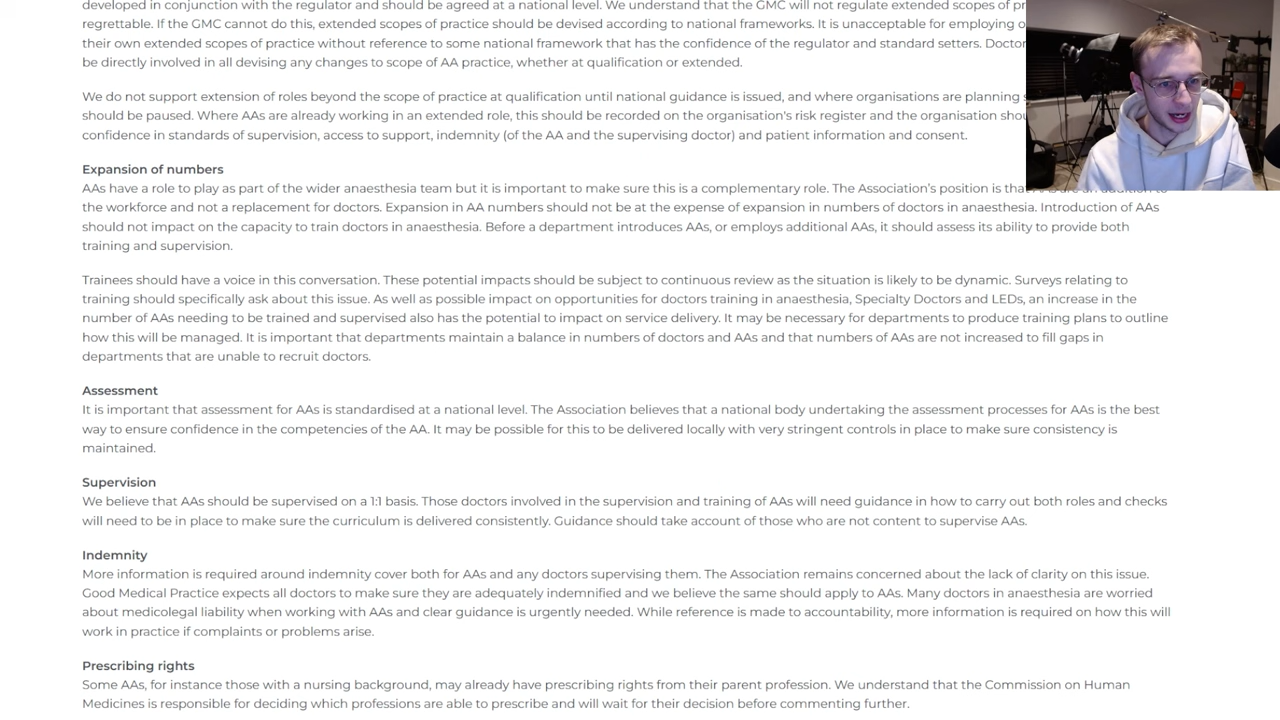 developed in conjunction with the regulator and should be agreed at a national level. We understand that the GMC will not regulate extended scopes of
regrettable. If the GMC cannot do this, extended scopes of practice should be devised according to national frameworks. It is unacceptable for employing
their own extended scopes of practice without reference to some national framework that has the confidence of the regulator and standard setters.
be directly involved in all devising any changes to scope of AA practice, whether at qualification or extended.
We do not support extension of roles beyond the scope of practice at qualification until national guidance is issued, and where organisations are planning
should be paused. Where AAs are already working in an extended role, this should be recorded on the organisation's risk register and the organisation
confidence in standards of supervision, access to support, indemnity (of the AA and the supervising doctor) and patient information and consent.
Expansion of numbers
AAs have a role to play as part of the wider anaesthesia team but it is important to make sure this is a complementary role. The Association's position is that
the workforce and not a replacement for doctors. Expansion in AA numbers should not be at the expense of expansion in numbers of doctors in anaesthesia. Introduction of AAs
should not impact on the capacity to train doctors in anaesthesia. Before a department introduces AAs, or employs additional AAs, it should assess its ability to provide both
training and supervision.
Trainees should have a voice in this conversation. These potential impacts should be subject to continuous review as the situation is likely to be dynamic. Surveys relating to
training should specifically ask about this issue. As well as possible impact on opportunities for doctors training in anaesthesia, Specialty Doctors and LEDs, an increase in the
number of AAs needing to be trained and supervised also has the potential to impact on service delivery. It may be necessary for departments to produce training plans to outline
how this will be managed. It is important that departments maintain a balance in numbers of doctors and AAs and that numbers of AAs are not increased to fill gaps in
departments that are unable to recruit doctors.
Assessment
It is important that assessment for AAs is standardised at a national level. The Association believes that a national body undertaking the assessment processes for AAs is the best
way to ensure confidence in the competencies of the AA. It may be possible for this to be delivered locally with very stringent controls in place to make sure consistency is
maintained.
Supervision
We believe that AAs should be supervised on a 1:1 basis. Those doctors involved in the supervision and training of AAs will need guidance in how to carry out both roles and checks
will need to be in place to make sure the curriculum is delivered consistently. Guidance should take account of those who are not content to supervise AAs.
Indemnity
More information is required around indemnity cover both for AAs and any doctors supervising them. The Association remains concerned about the lack of clarity on this issue.
Good Medical Practice expects all doctors to make sure they are adequately indemnified and we believe the same should apply to AAs. Many doctors in anaesthesia are worried
about medicolegal liability when working with AAs and clear guidance is urgently needed. While reference is made to accountability, more information is required on how this will
work in practice if complaints or problems arise.
Prescribing rights
Some AAs, for instance those with a nursing background, may already have prescribing rights from their parent profession. We understand that the Commission on Human
Medicines is responsible for deciding which professions are able to prescribe and will wait for their decision before commenting further.